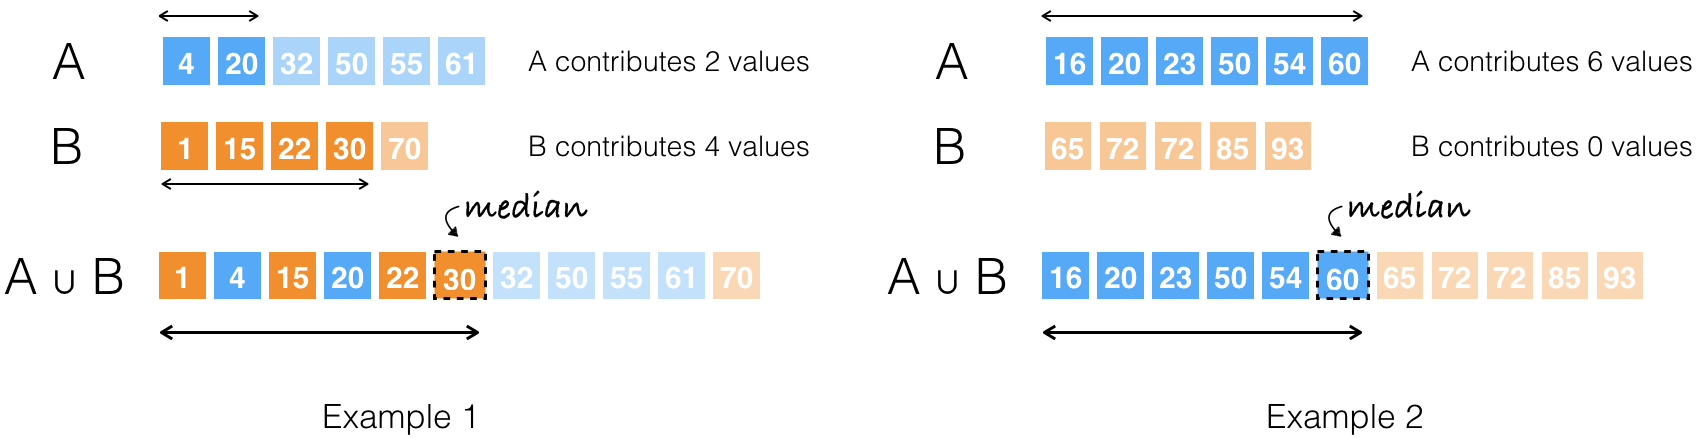 A 4 20 32 50 55 61 A contributes 2 values
B 1 15 22 30 70 B contributes 4 values
median
A ∪ B 1 4 15 20 22 30 32 50 55 61 70
Example 1
A 16 20 23 50 54 60 A contributes 6 values
B 65 72 72 85 93 B contributes 0 values
median
A ∪ B 16 20 23 50 54 60 65 72 72 85 93
Example 2